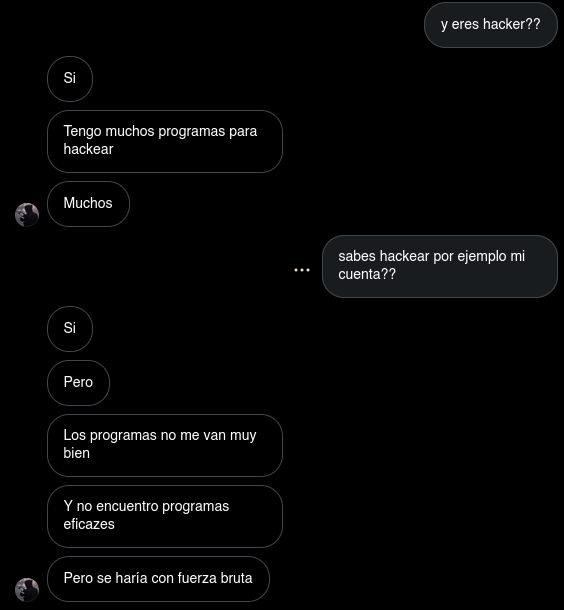 y eres hacker??
Si
Tengo muchos programas para
hackear
Muchos
sabes hackear por ejemplo mi
cuenta??
Si
Pero
Los programas no me van muy
bien
Y no encuentro programas
eficazes
Pero se haría con fuerza bruta